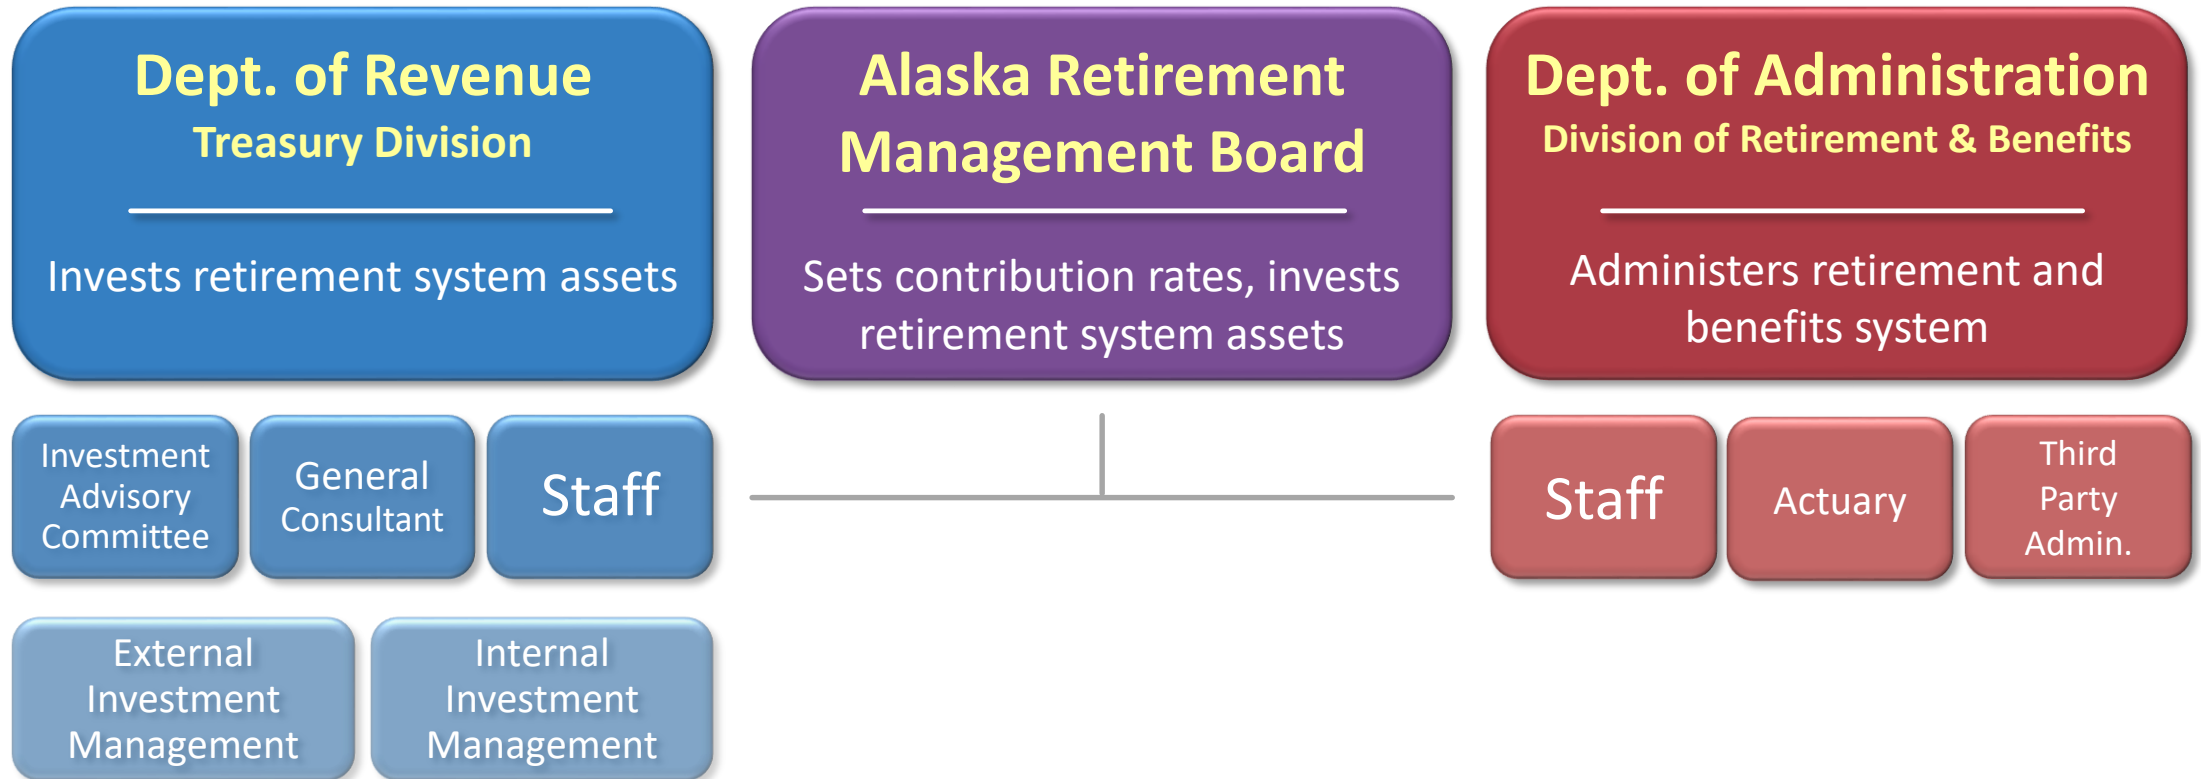 Dept. of Revenue
Treasury Division
Invests retirement system assets
Alaska Retirement
Management Board
Sets contribution rates, invests
retirement system assets
Dept. of Administration
Division of Retirement & Benefits
Administers retirement and
benefits system
Investment
Advisory
Committee
General
Consultant
Staff
Staff
Actuary
Third
Party
Admin.
External
Investment
Management
Internal
Investment
Management